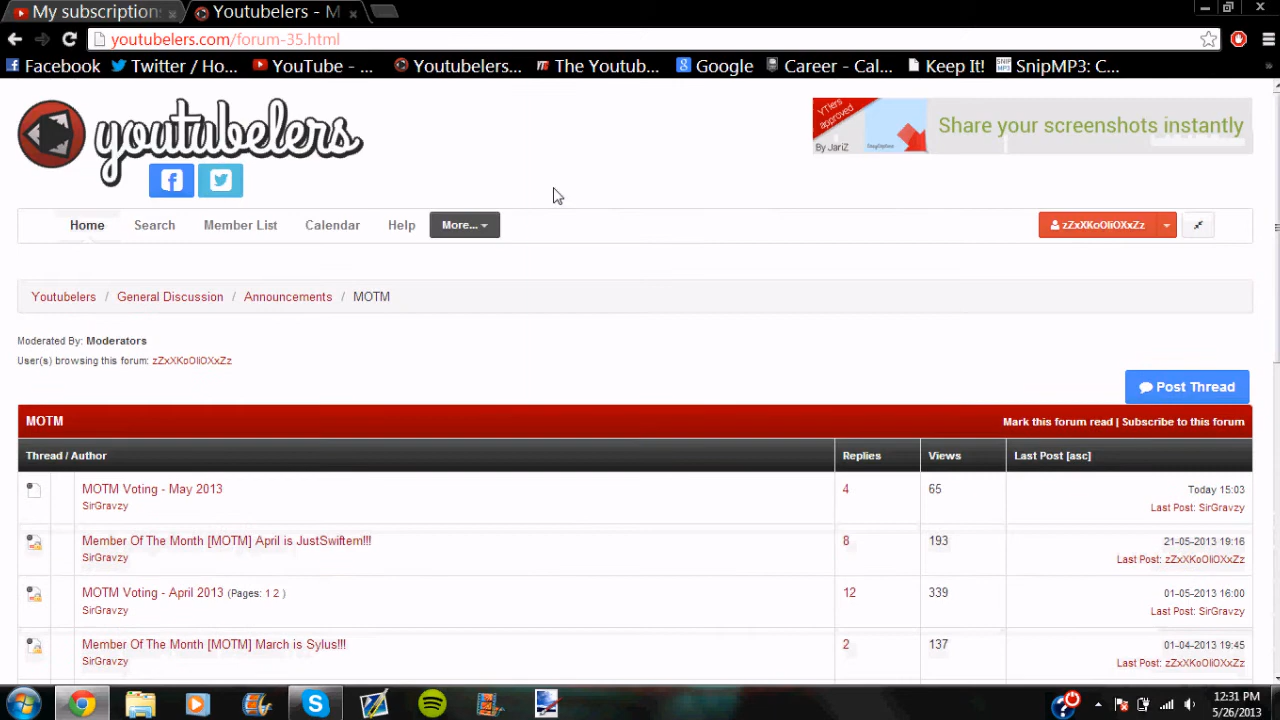 My subscription
Youtubelers - M
youtubelers.com/forum-35.html
Facebook Twitter / Ho... YouTube - ... Youtubelers... The Youtub... Google Career - Cal... Keep It! SnipMP3: C...
youtubelers
YTlers approved
By JariZ
Share your screenshots instantly
Home Search Member List Calendar Help More...
zZxXKoOliOXxZz
Youtubelers / General Discussion / Announcements / MOTM
Moderated By: Moderators
User(s) browsing this forum: zZxXKoOliOXxZz
Post Thread
MOTM Mark this forum read | Subscribe to this forum
Thread / Author Replies Views Last Post [asc]
MOTM Voting - May 2013 4 65 Today 15:03
SirGravzy Last Post: SirGravzy
Member Of The Month [MOTM] April is JustSwiftem!!! 8 193 21-05-2013 19:16
SirGravzy Last Post: zZxXKoOliOXxZz
MOTM Voting - April 2013 (Pages: 1 2 ) 12 339 01-05-2013 16:00
SirGravzy Last Post: SirGravzy
Member Of The Month [MOTM] March is Sylus!!! 2 137 01-04-2013 19:45
SirGravzy Last Post: zZxXKoOliOXxZz
12:31 PM
5/26/2013